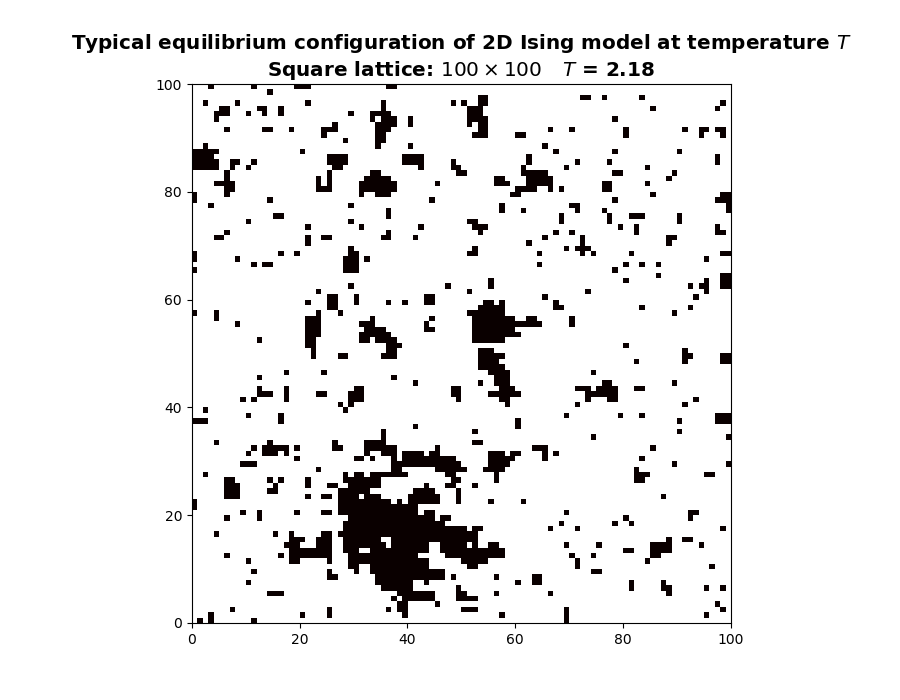 Typical equilibrium configuration of 2D Ising model at temperature T
Square lattice: 100 × 100 T = 2.18
100
80
60
40
20
0
0 20 40 60 80 100